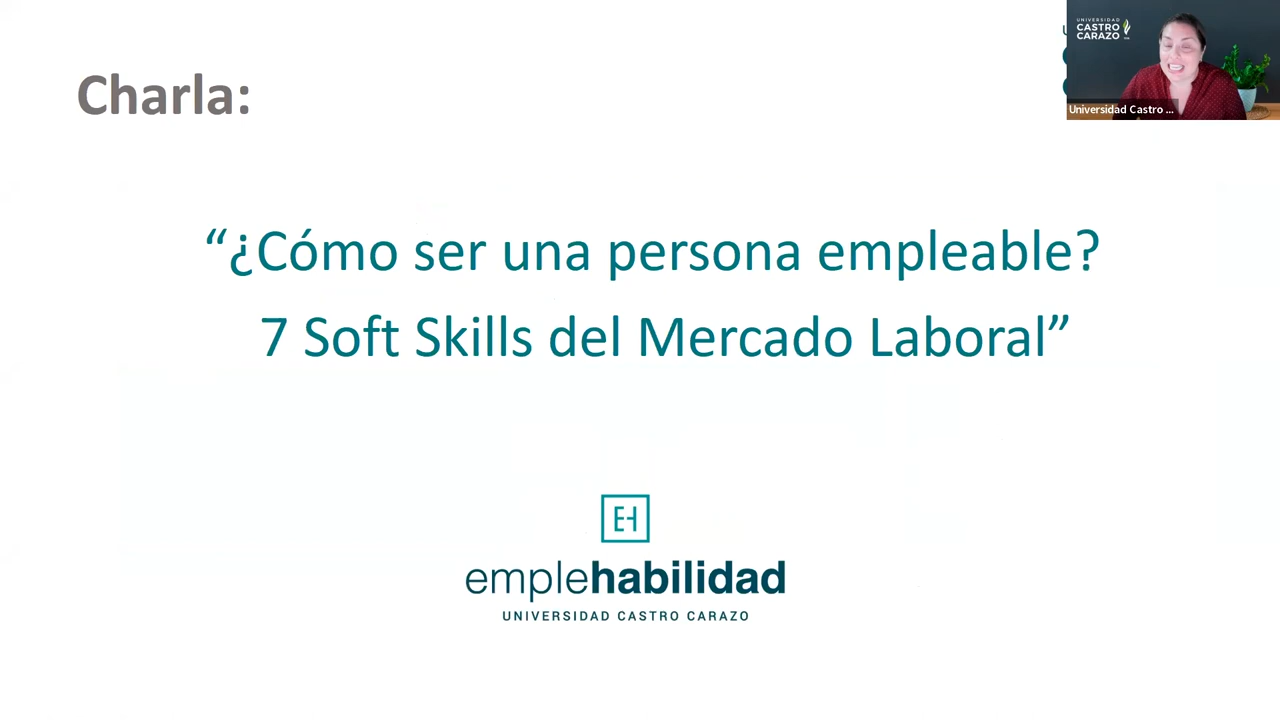 Charla:
“¿Cómo ser una persona empleable?
7 Soft Skills del Mercado Laboral”
EH
emplehabilidad
UNIVERSIDAD CASTRO CARAZO
UNIVERSIDAD
CASTRO
CARAZO
Universidad Castro ...